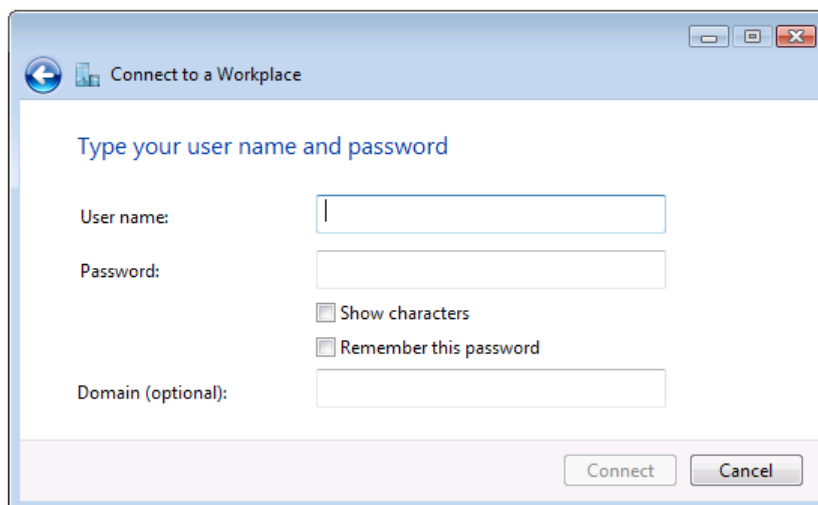 Connect to a Workplace
Type your user name and password
User name:
Password:
Show characters
Remember this password
Domain (optional):
Connect Cancel